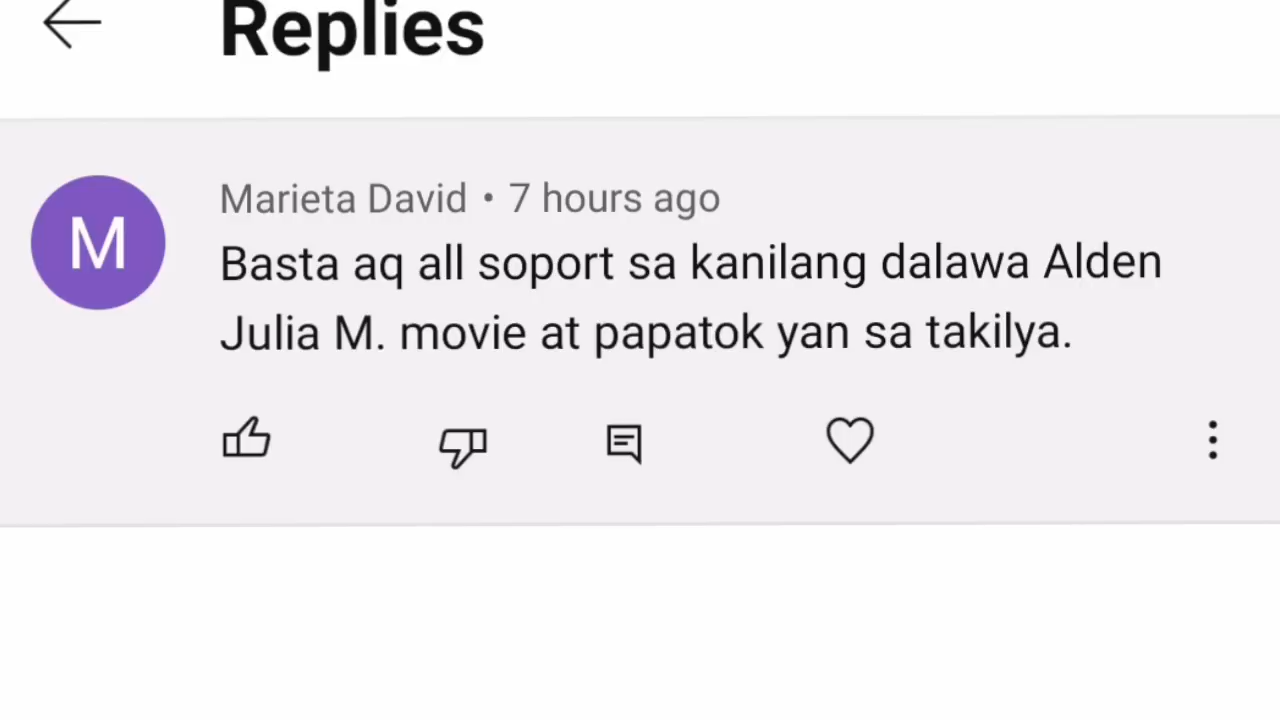 Replies
M
Marieta David • 7 hours ago
Basta aq all soport sa kanilang dalawa Alden
Julia M. movie at papatok yan sa takilya.